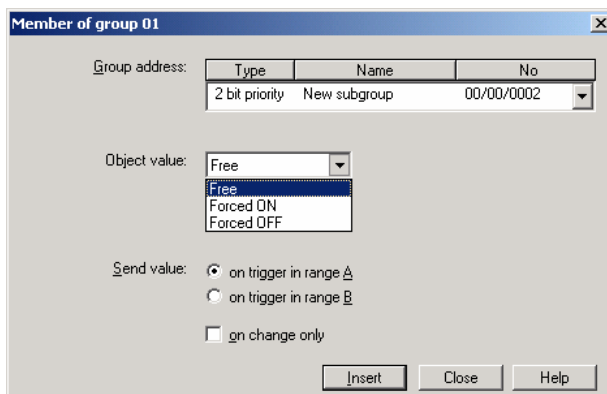 Member of group 01
Group address:
Type Name No
2 bit priority New subgroup 00/00/0002
Object value: Free
Free
Forced ON
Forced OFF
Send value: on trigger in range A
on trigger in range B
on change only
Insert Close Help